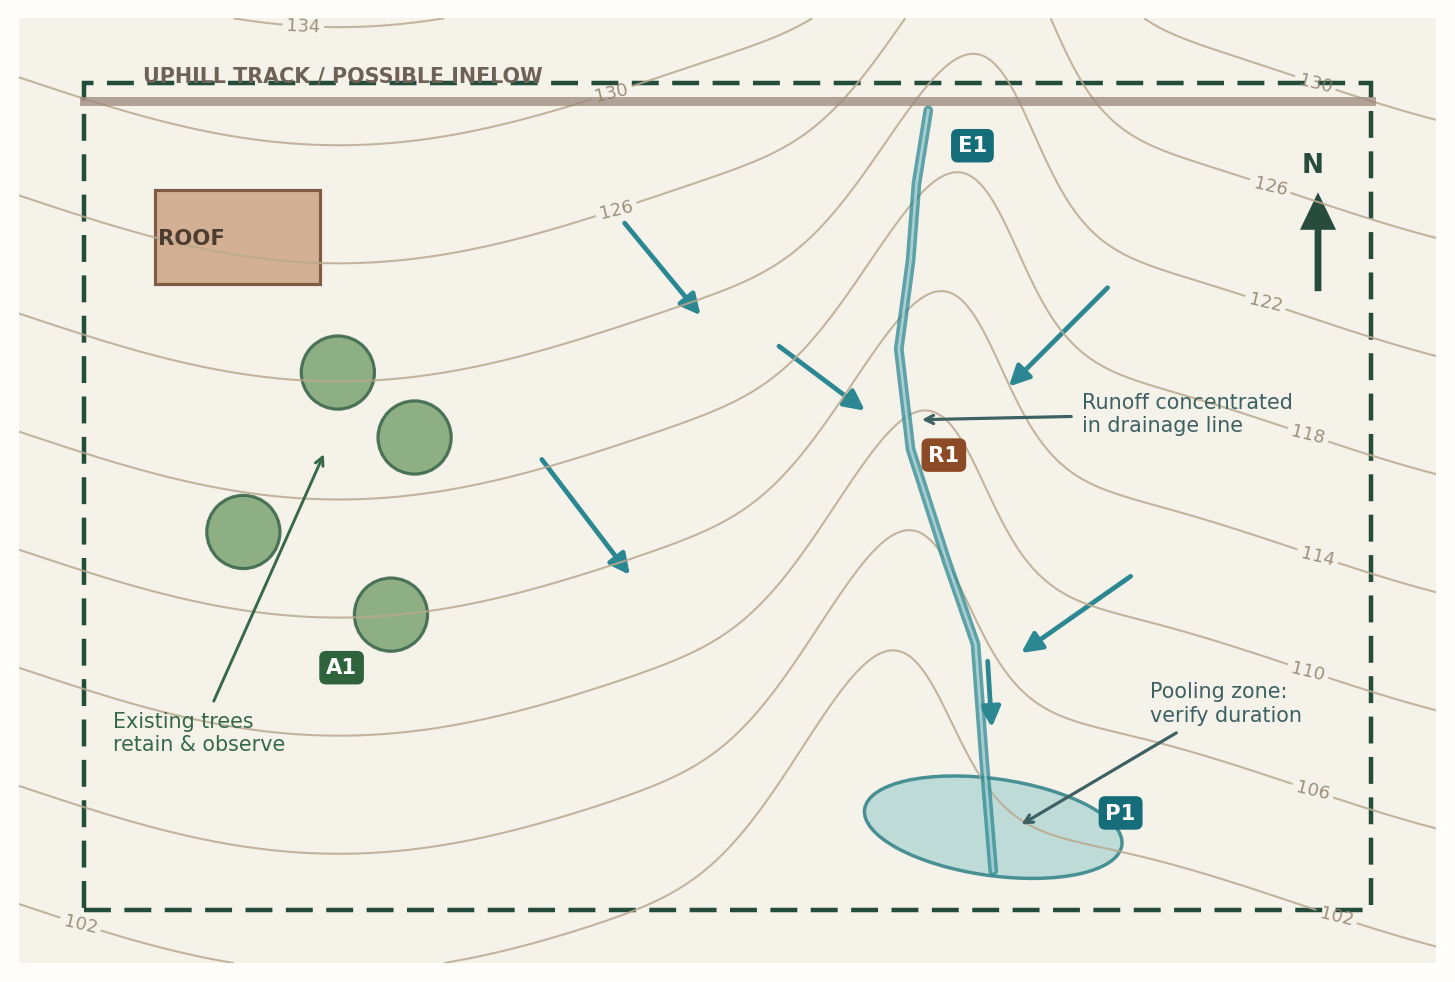 134
UPHILL TRACK / POSSIBLE INFLOW
130
130
E1
N
126
126
ROOF
122
Runoff concentrated
in drainage line
118
R1
114
A1
110
Existing trees
retain & observe
Pooling zone:
verify duration
106
P1
102
102